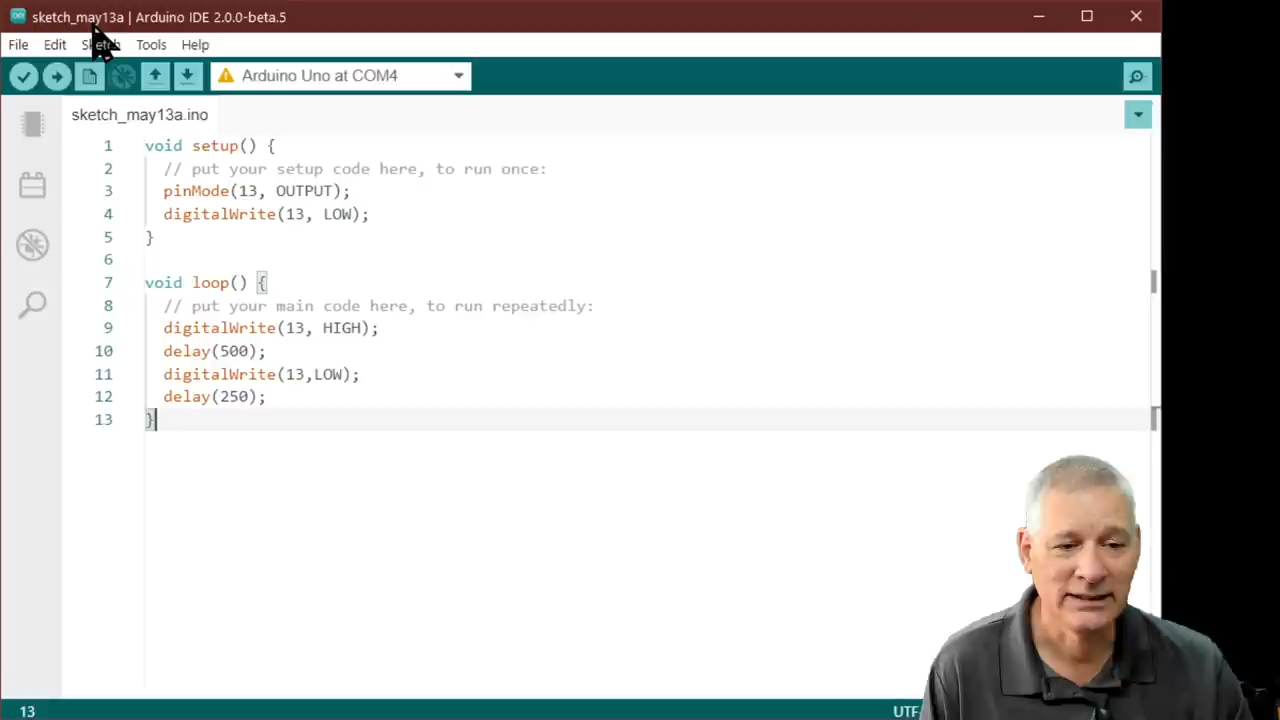 sketch_may13a | Arduino IDE 2.0.0-beta.5
File Edit Sketch Tools Help
Arduino Uno at COM4
sketch_may13a.ino
1 void setup() {
2 // put your setup code here, to run once:
3 pinMode(13, OUTPUT);
4 digitalWrite(13, LOW);
5 }
6
7 void loop() {
8 // put your main code here, to run repeatedly:
9 digitalWrite(13, HIGH);
10 delay(500);
11 digitalWrite(13,LOW);
12 delay(250);
13 }
13 UTF